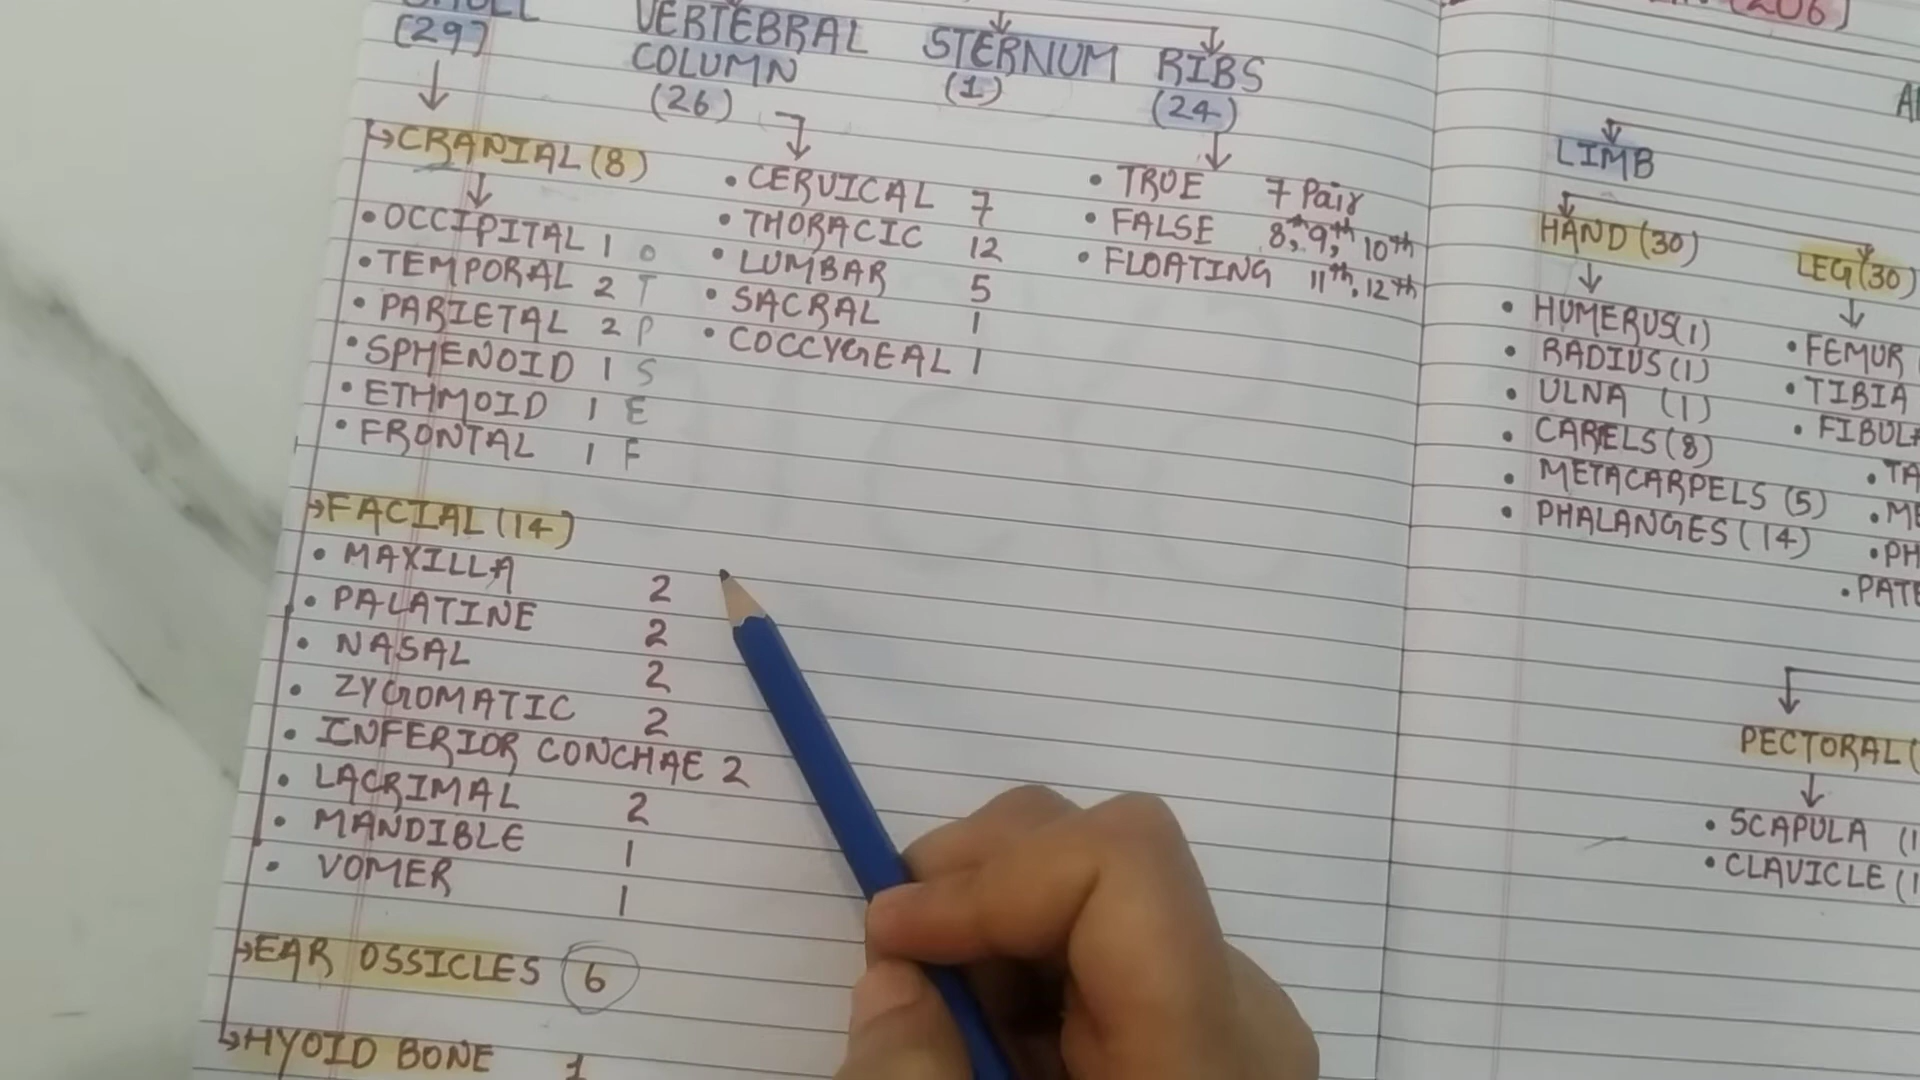 (29)
VERTEBRAL
COLUMN
(26)
STERNUM
(1)
RIBS
(24)
CRANIAL (8)
• OCCIPITAL 1 O
• TEMPORAL 2 T
• PARIETAL 2 P
• SPHENOID 1 S
• ETHMOID 1 E
• FRONTAL 1 F
• CERVICAL 7
• THORACIC 12
• LUMBAR 5
• SACRAL 1
• COCCYGEAL 1
• TRUE 7 Pair
• FALSE 8th, 9th, 10th
• FLOATING 11th, 12th
FACIAL (14)
• MAXILLA 2
• PALATINE 2
• NASAL 2
• ZYGOMATIC 2
• INFERIOR CONCHAE 2
• LACRIMAL 2
• MANDIBLE 1
• VOMER 1
EAR OSSICLES 6
HYOID BONE 1
(206)
LIMB
HAND (30)
• HUMERUS (1)
• RADIUS (1)
• ULNA (1)
• CARPELS (8)
• METACARPELS (5)
• PHALANGES (14)
LEG (30)
• FEMUR
• TIBIA
PECTORAL
• SCAPULA
• CLAVICLE